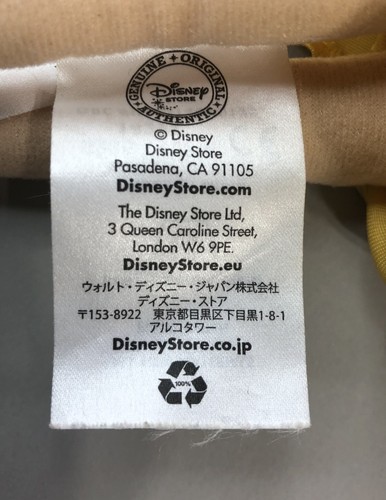 GENUINE • ORIGINAL
Disney
STORE
AUTHENTIC
© Disney
Disney Store
Pasadena, CA 91105
DisneyStore.com
The Disney Store Ltd,
3 Queen Caroline Street,
London W6 9PE.
DisneyStore.eu
ウォルト・ディズニー・ジャパン株式会社
ディズニー・ストア
〒153-8922 東京都目黒区下目黒1-8-1
アルコタワー
DisneyStore.co.jp
100%